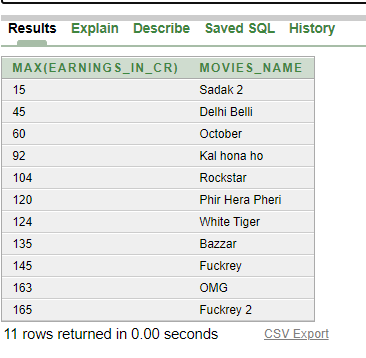 Results Explain Describe Saved SQL History
MAX(EARNINGS_IN_CR) MOVIES_NAME
15 Sadak 2
45 Delhi Belli
60 October
92 Kal hona ho
104 Rockstar
120 Phir Hera Pheri
124 White Tiger
135 Bazzar
145 Fuckrey
163 OMG
165 Fuckrey 2
11 rows returned in 0.00 seconds CSV Export